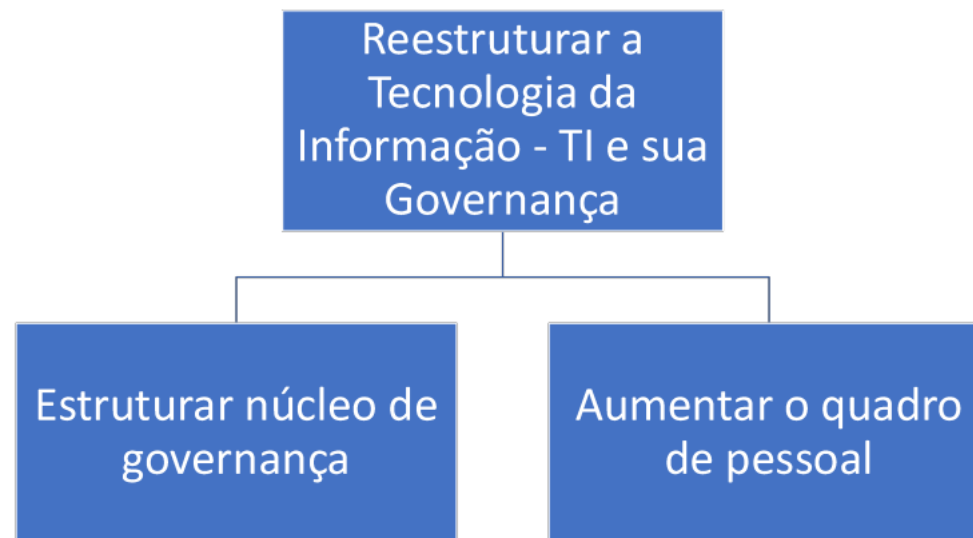 Reestruturar a
Tecnologia da
Informação - TI e sua
Governança
Estruturar núcleo de
governança
Aumentar o quadro
de pessoal